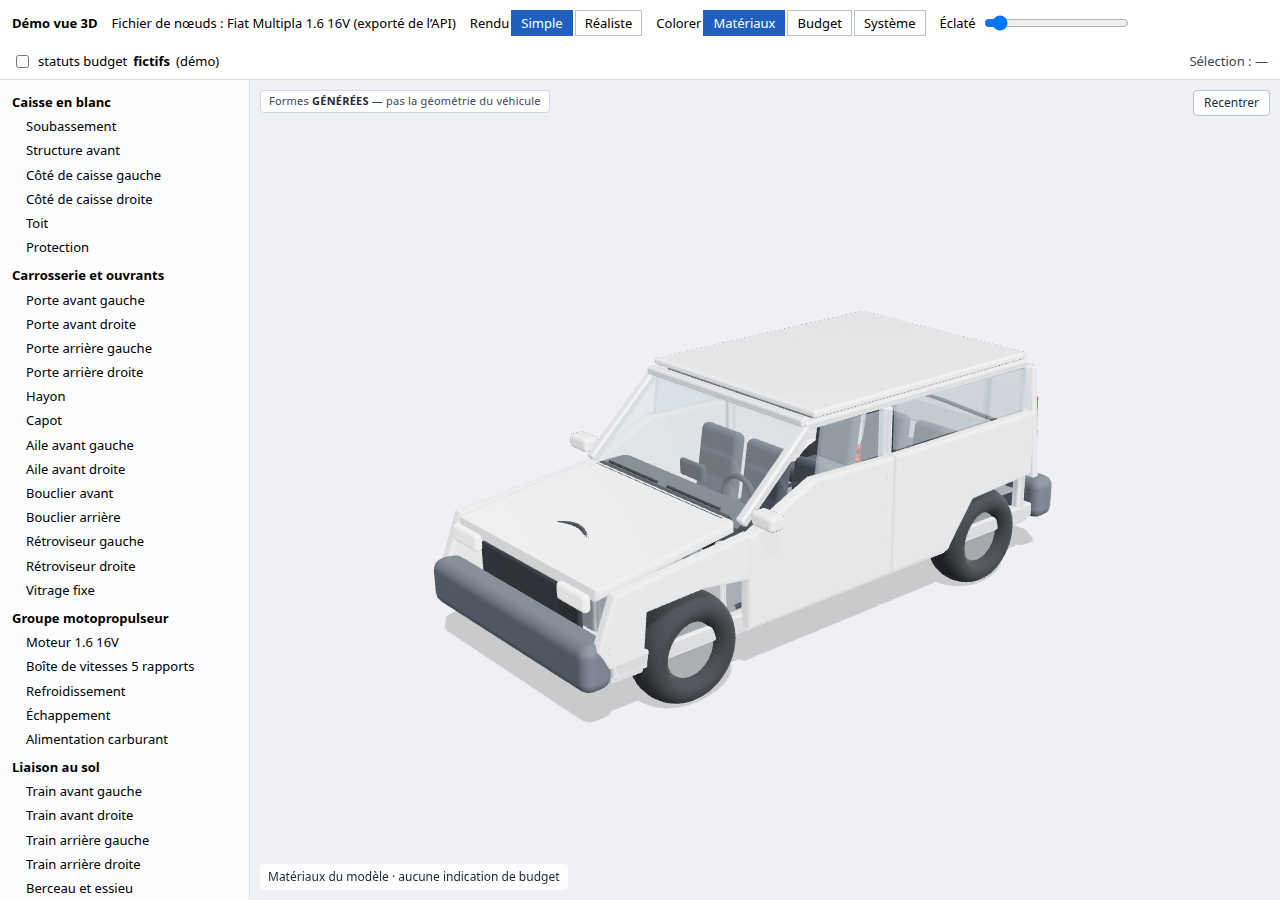 Démo vue 3D Fichier de nœuds : Fiat Multipla 1.6 16V (exporté de l'API) Rendu Simple Réaliste Colorer Matériaux Budget Système Éclaté
statuts budget fictifs (démo) Sélection : —
Formes GÉNÉRÉES — pas la géométrie du véhicule Recentrer
Caisse en blanc
Soubassement
Structure avant
Côté de caisse gauche
Côté de caisse droite
Toit
Protection
Carrosserie et ouvrants
Porte avant gauche
Porte avant droite
Porte arrière gauche
Porte arrière droite
Hayon
Capot
Aile avant gauche
Aile avant droite
Bouclier avant
Bouclier arrière
Rétroviseur gauche
Rétroviseur droite
Vitrage fixe
Groupe motopropulseur
Moteur 1.6 16V
Boîte de vitesses 5 rapports
Refroidissement
Échappement
Alimentation carburant
Liaison au sol
Train avant gauche
Train avant droite
Train arrière gauche
Train arrière droite
Berceau et essieu
Matériaux du modèle · aucune indication de budget